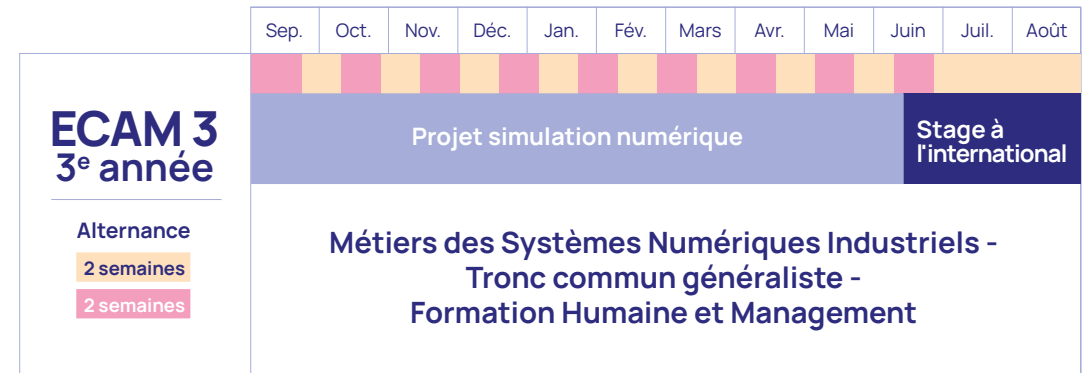 Sep. Oct. Nov. Déc. Jan. Fév. Mars Avr. Mai Juin Juil. Août
ECAM 3
3e année
Projet simulation numérique
Stage à
l'international
Alternance
2 semaines
2 semaines
Métiers des Systèmes Numériques Industriels -
Tronc commun généraliste -
Formation Humaine et Management